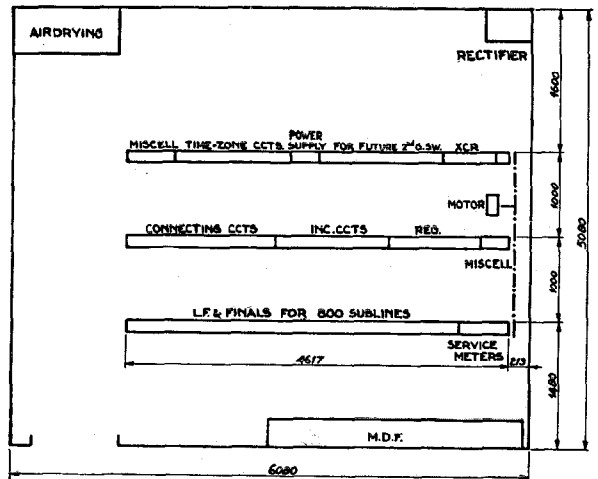 AIRDRYING
RECTIFIER
1600
MISCELL TIME-ZONE CCTS. POWER SUPPLY FOR FUTURE 2nd G.SW. XCR
MOTOR
1000
5080
CONNECTING CCTS INC.CCTS REG.
MISCELL
1000
L.F. & FINALS FOR 800 SUBLINES
SERVICE
METERS
4617
213
1480
M.D.F.
6080